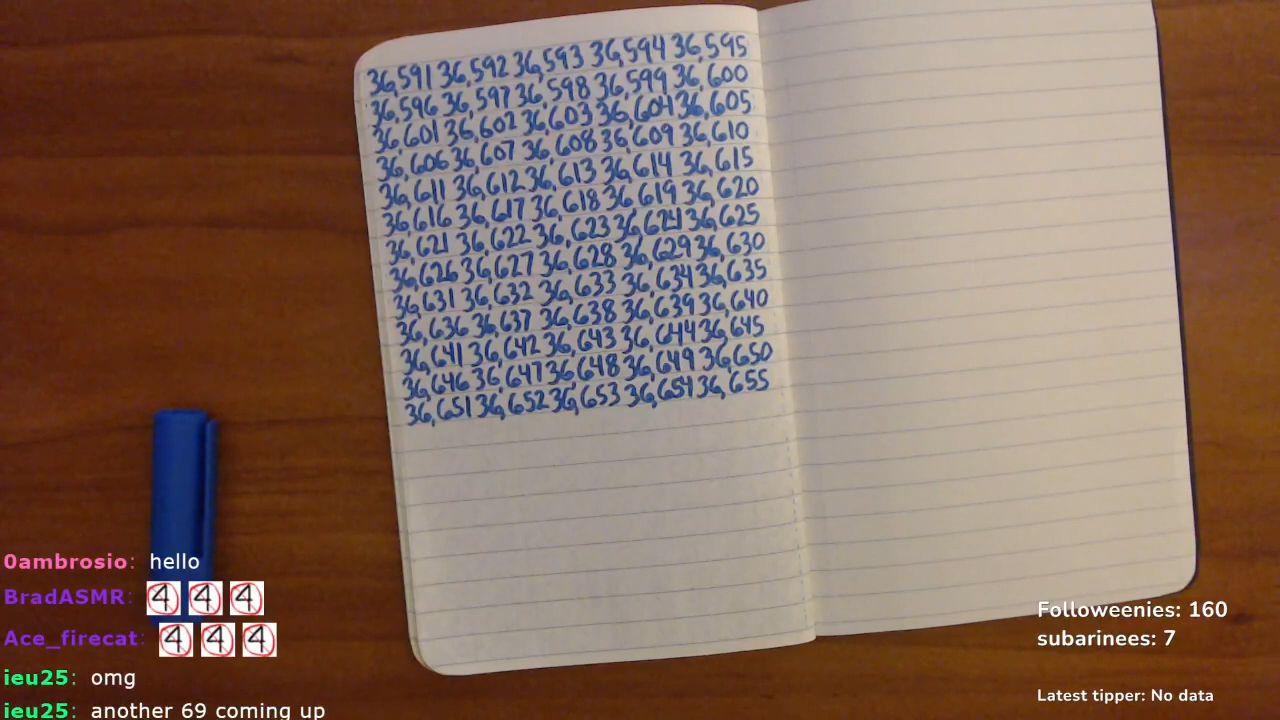 36,591 36,592 36,593 36,594 36,595
36,596 36,597 36,598 36,599 36,600
36,601 36,602 36,603 36,604 36,605
36,606 36,607 36,608 36,609 36,610
36,611 36,612 36,613 36,614 36,615
36,616 36,617 36,618 36,619 36,620
36,621 36,622 36,623 36,624 36,625
36,626 36,627 36,628 36,629 36,630
36,631 36,632 36,633 36,634 36,635
36,636 36,637 36,638 36,639 36,640
36,641 36,642 36,643 36,644 36,645
36,646 36,647 36,648 36,649 36,650
36,651 36,652 36,653 36,654 36,655
0ambrosio: hello
BradASMR: 4 4 4
Ace_firecat: 4 4 4
ieu25: omg
ieu25: another 69 coming up
Followeenies: 160
subarinees: 7
Latest tipper: No data